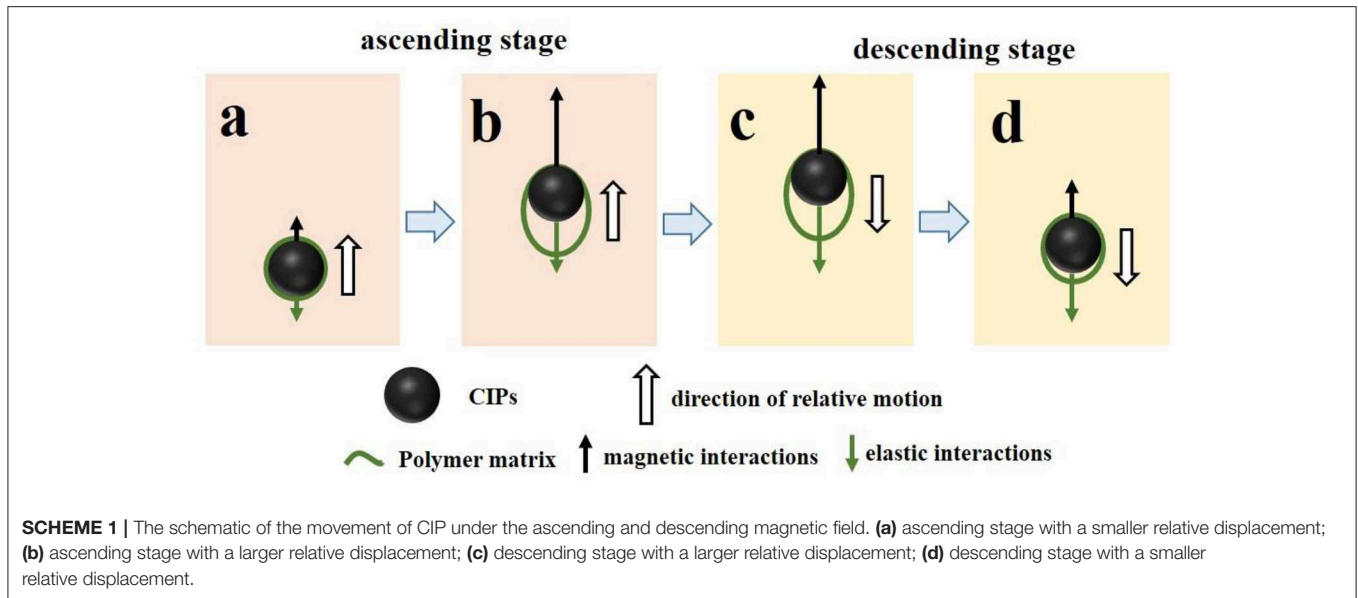 ascending stage
descending stage
a
b
c
d
CIPs
direction of relative motion
Polymer matrix
magnetic interactions
elastic interactions
SCHEME 1 | The schematic of the movement of CIP under the ascending and descending magnetic field. (a) ascending stage with a smaller relative displacement;
(b) ascending stage with a larger relative displacement; (c) descending stage with a larger relative displacement; (d) descending stage with a smaller
relative displacement.